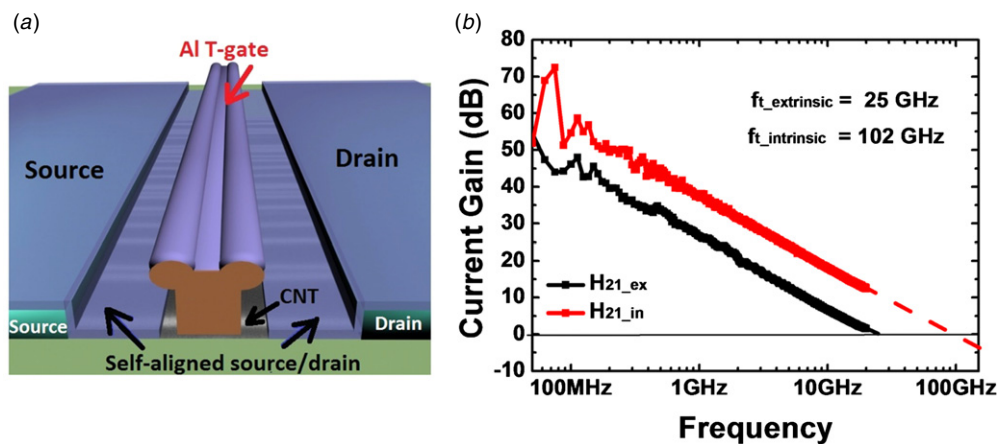 (a)
Al T-gate
Source
Drain
CNT
Source
Drain
Self-aligned source/drain
(b)
Current Gain (dB)
80
70
60
50
40
30
20
10
0
-10
ft_extrinsic = 25 GHz
ft_intrinsic = 102 GHz
H21_ex
H21_in
100MHz 1GHz 10GHz 100GHz
Frequency